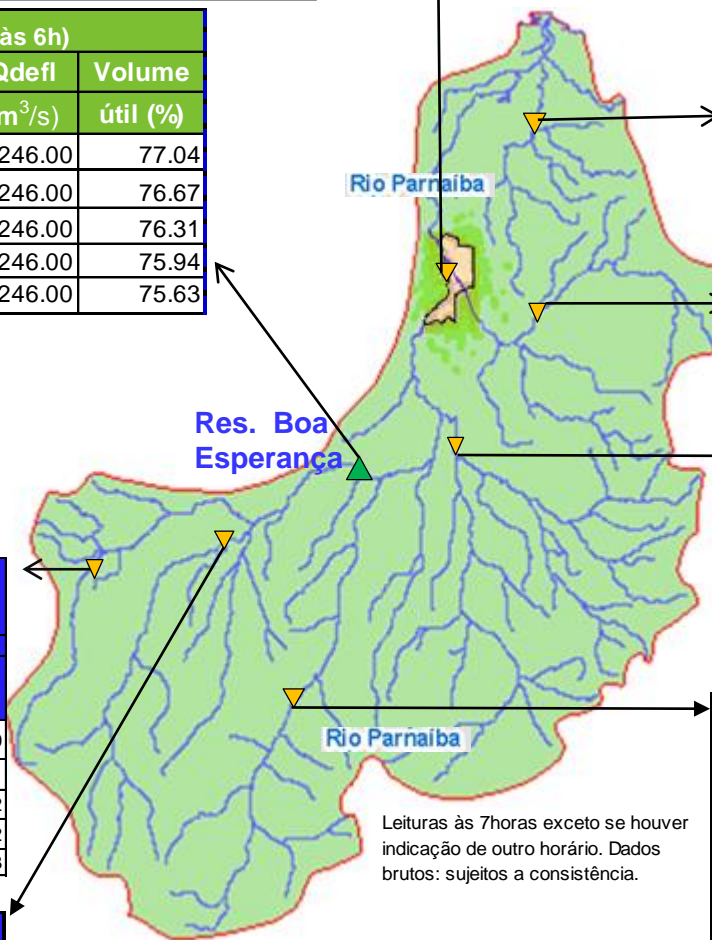 às 6h)
Qdefl Volume
m³/s) útil (%)
246.00 77.04
246.00 76.67
246.00 76.31
246.00 75.94
246.00 75.63
Rio Parnaíba
Res. Boa
Esperança
Rio Parnaíba
Leituras às 7horas exceto se houver
indicação de outro horário. Dados
brutos: sujeitos a consistência.